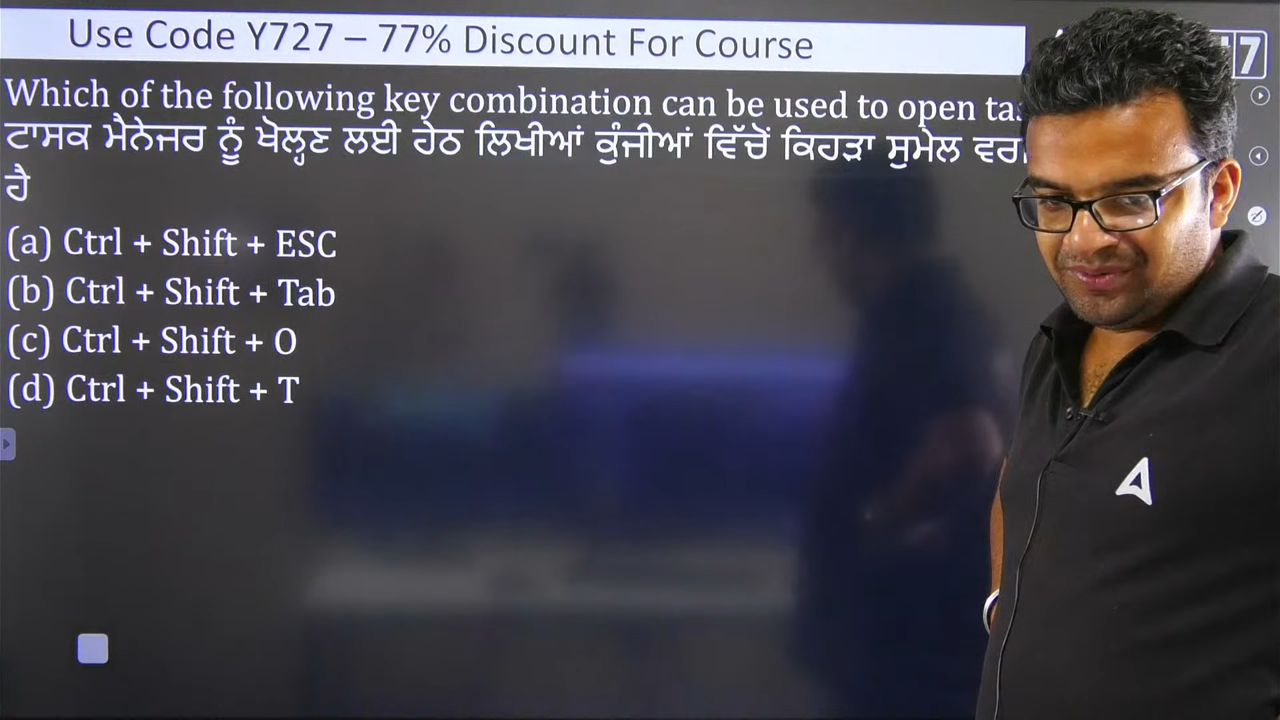 Use Code Y727 – 77% Discount For Course
7
Which of the following key combination can be used to open
ਟਾਸਕ ਮੈਨੇਜਰ ਨੂੰ ਖੋਲ੍ਹਣ ਲਈ ਹੇਠ ਲਿਖੀਆਂ ਕੁੰਜੀਆਂ ਵਿੱਚੋਂ ਕਿਹੜਾ ਸੁਮੇਲ
ਹੈ
(a) Ctrl + Shift + ESC
(b) Ctrl + Shift + Tab
(c) Ctrl + Shift + O
(d) Ctrl + Shift + T